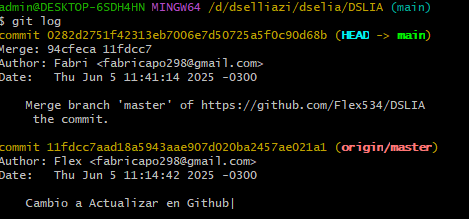 admin@DESKTOP-6SDH4HN MINGW64 /d/dselliazi/dselia/DSLIA (main)
$ git log
commit 0282d2751f42313eb7006e7d50725a5f0c90d68b (HEAD -> main)
Merge: 94cfeca 11fdcc7
Author: Fabri <fabricapo298@gmail.com>
Date:   Thu Jun 5 11:41:14 2025 -0300
Merge branch 'master' of https://github.com/Flex534/DSLIA
the commit.
commit 11fdcc7aad18a5943aae907d020ba2457ae021a1 (origin/master)
Author: Flex <fabricapo298@gmail.com>
Date:   Thu Jun 5 11:14:42 2025 -0300
Cambio a Actualizar en Github